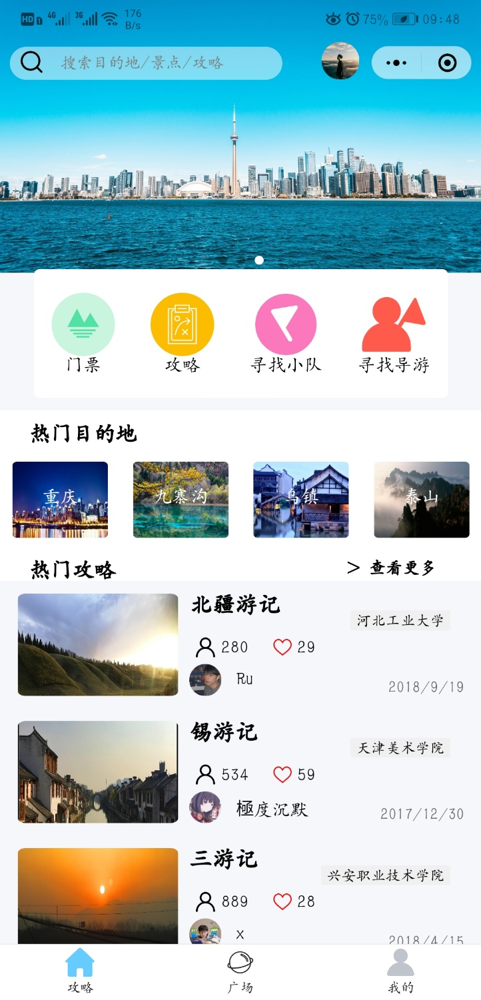 HD 1 4G 3G 176 B/s 75% 09:48
搜索目的地/景点/攻略
门票 攻略 寻找小队 寻找导游
热门目的地
重庆 九寨沟 乌镇 泰山
热门攻略 > 查看更多
北疆游记
河北工业大学
280 29
Ru
2018/9/19
锡游记
天津美术学院
534 59
極度沉默
2017/12/30
三游记
兴安职业技术学院
889 28
x
2018/4/15
攻略 广场 我的